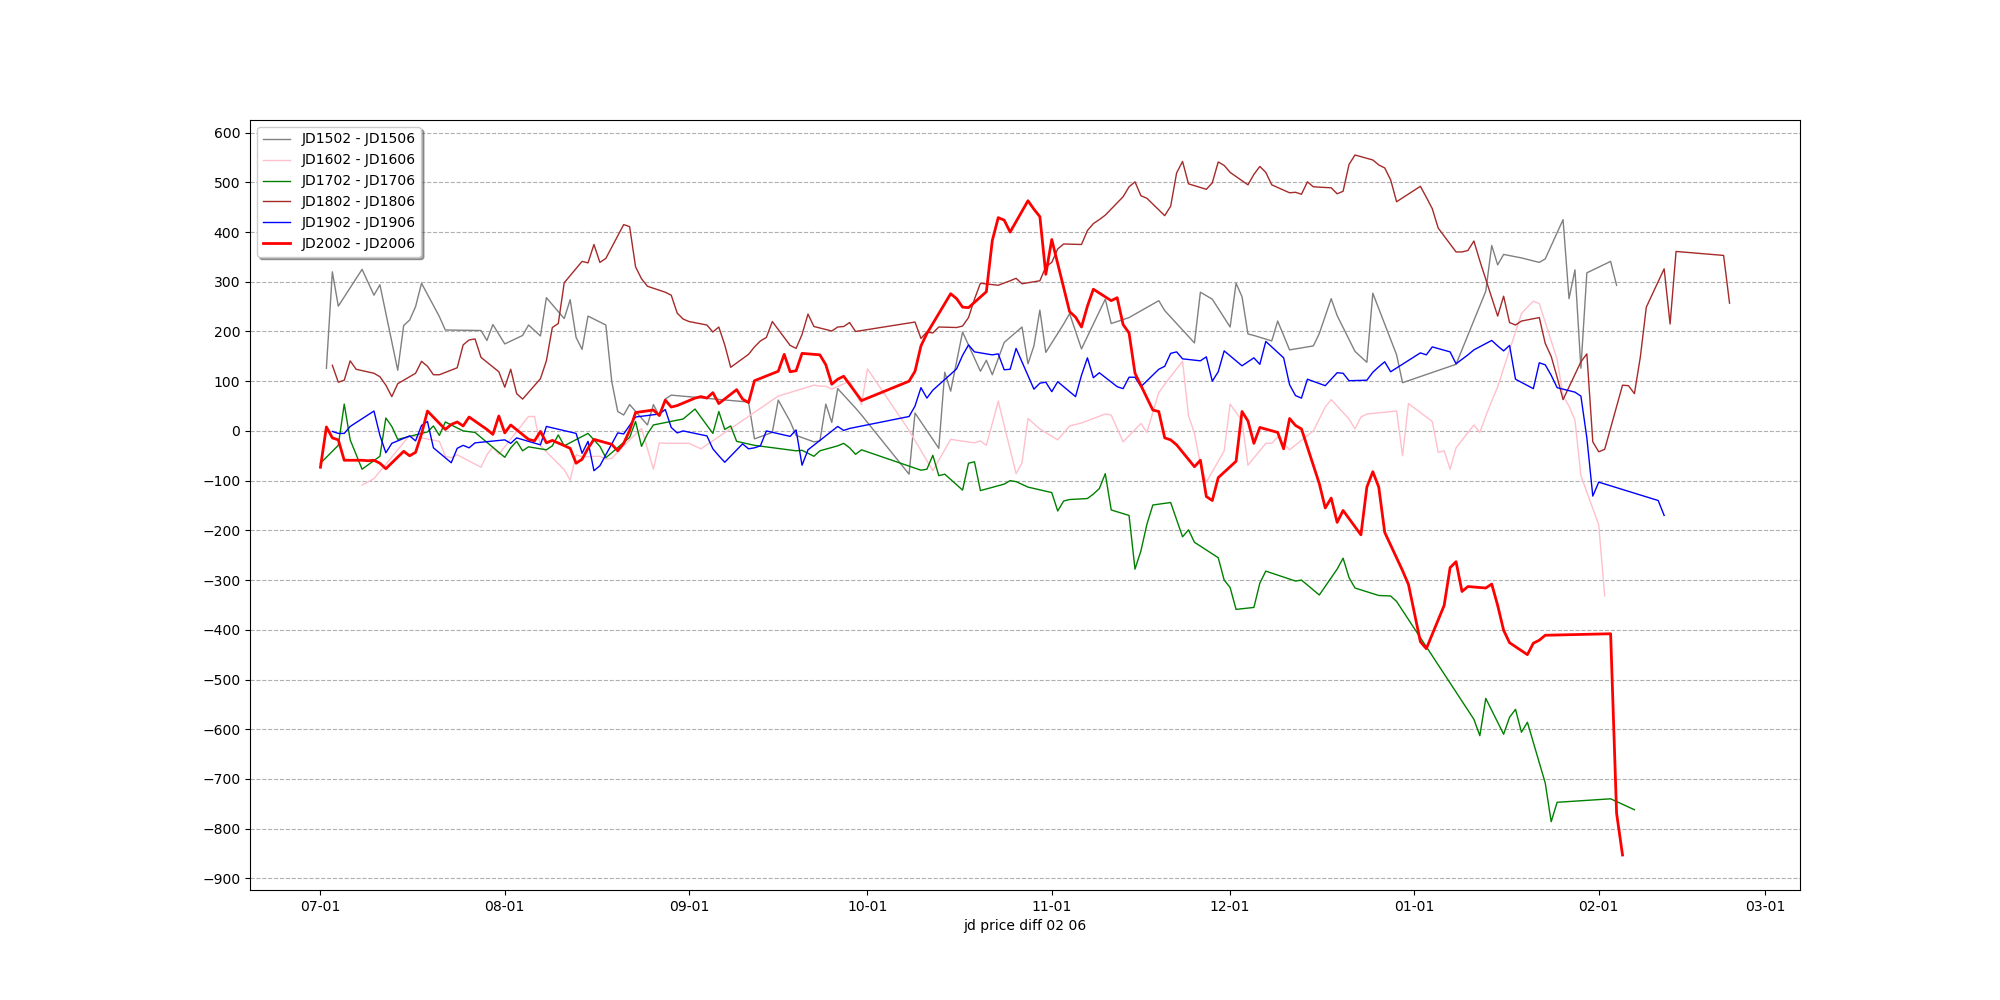 JD1502 - JD1506
JD1602 - JD1606
JD1702 - JD1706
JD1802 - JD1806
JD1902 - JD1906
JD2002 - JD2006
600
500
400
300
200
100
0
−100
−200
−300
−400
−500
−600
−700
−800
−900
07-01 08-01 09-01 10-01 11-01 12-01 01-01 02-01 03-01
jd price diff 02 06